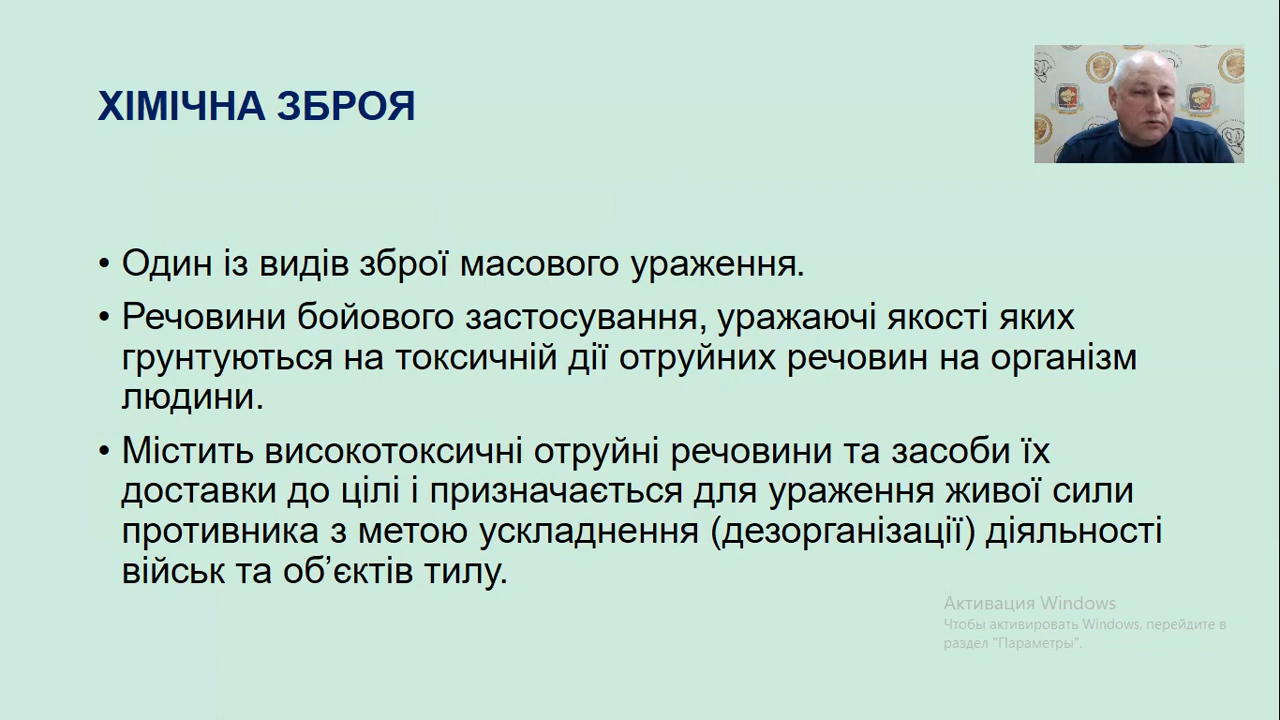 ХІМІЧНА ЗБРОЯ
• Один із видів зброї масового ураження.
• Речовини бойового застосування, уражаючі якості яких
грунтуються на токсичній дії отруйних речовин на організм
людини.
• Містить високотоксичні отруйні речовини та засоби їх
доставки до цілі і призначається для ураження живої сили
противника з метою ускладнення (дезорганізації) діяльності
військ та об’єктів тилу.
Активация Windows
Чтобы активировать Windows, перейдите в
раздел "Параметры".